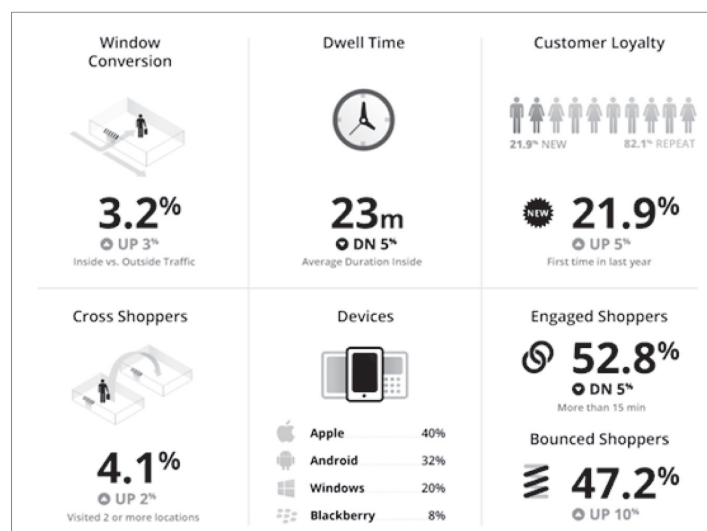 Window
Conversion
3.2%
UP 3%
Inside vs. Outside Traffic
Dwell Time
23m
DN 5%
Average Duration Inside
Customer Loyalty
21.9% NEW 82.1% REPEAT
NEW 21.9%
UP 5%
First time in last year
Cross Shoppers
4.1%
UP 2%
Visited 2 or more locations
Devices
Apple 40%
Android 32%
Windows 20%
Blackberry 8%
Engaged Shoppers
52.8%
DN 5%
More than 15 min
Bounced Shoppers
47.2%
UP 10%